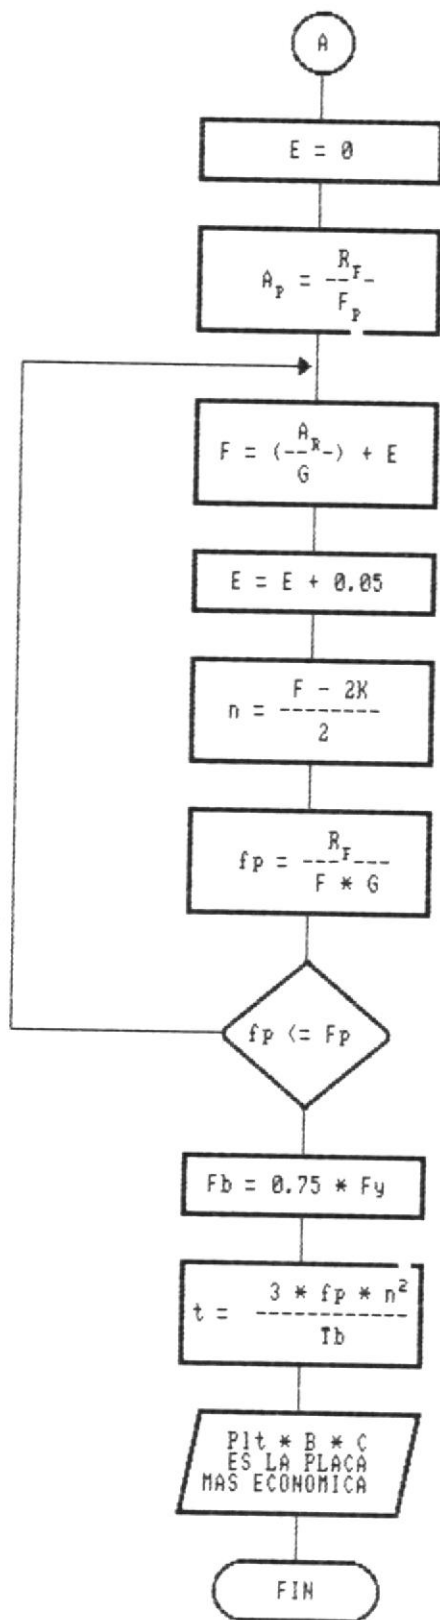 A
E = 0
A_P = R_F / F_P
F = (A_R / G) + E
E = E + 0.05
n = F - 2K / 2
fp = R_F / F * G
fp <= Fp
Fb = 0.75 * Fy
t = 3 * fp * n² / Tb
Plt * B * C
ES LA PLACA
MAS ECONOMICA
FIN